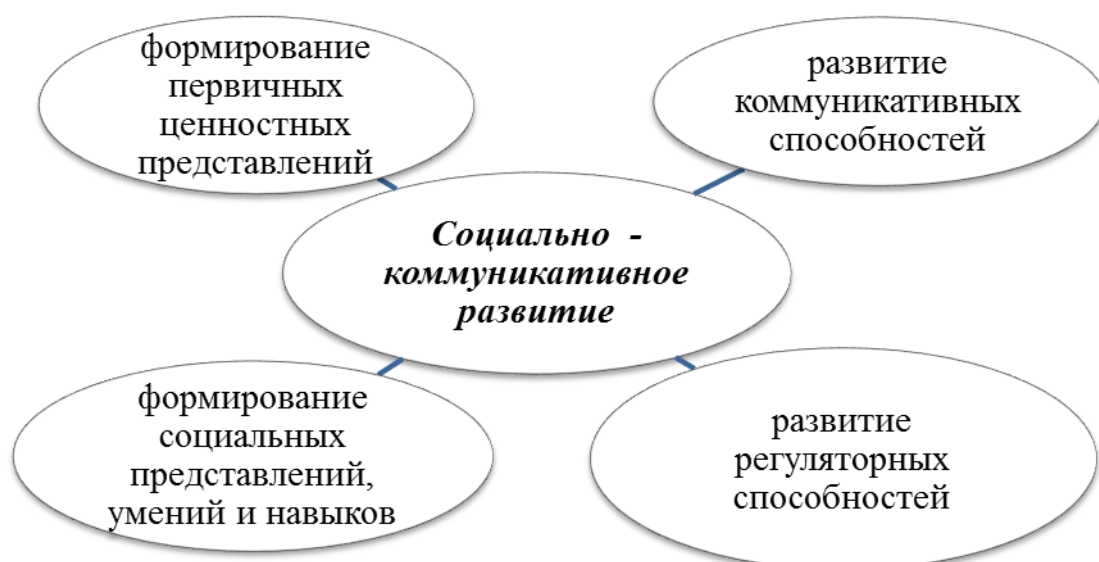 формирование
первичных
ценностных
представлений
развитие
коммуникативных
способностей
Социально -
коммуникативное
развитие
формирование
социальных
представлений,
умений и навыков
развитие
регуляторных
способностей